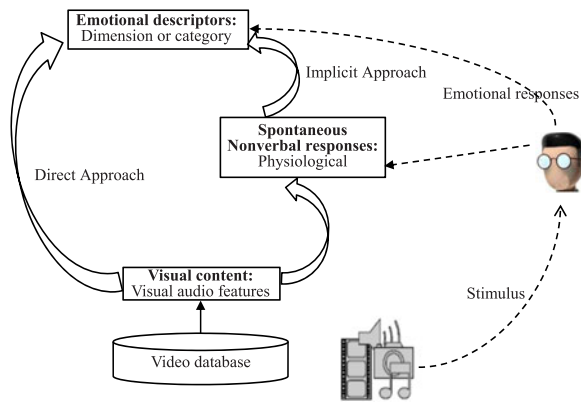 Emotional descriptors:
Dimension or category
Implicit Approach
Emotional responses
Spontaneous
Nonverbal responses:
Physiological
Direct Approach
Visual content:
Visual audio features
Stimulus
Video database